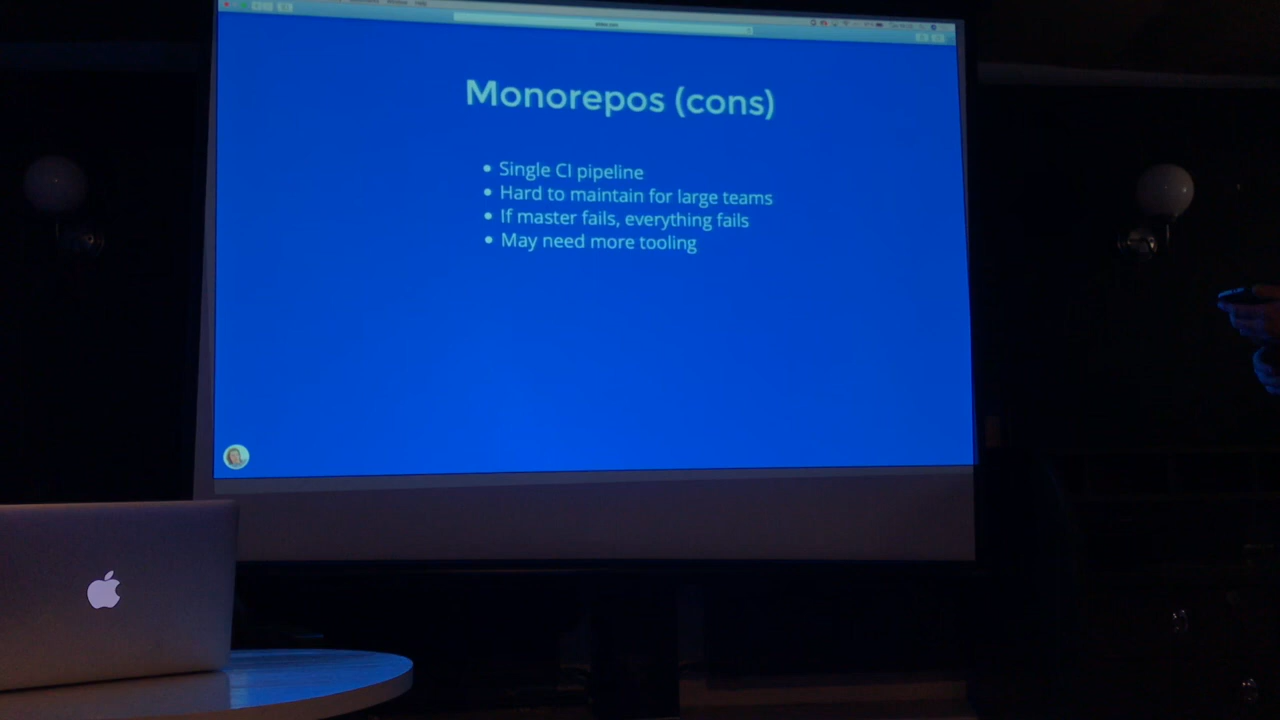 Monorepos (cons)
Single CI pipeline
Hard to maintain for large teams
If master fails, everything fails
May need more tooling